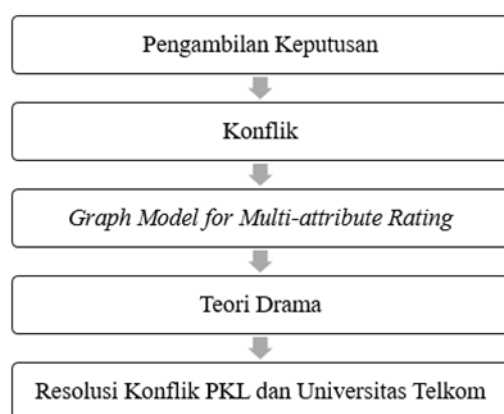 Pengambilan Keputusan
Konflik
Graph Model for Multi-attribute Rating
Teori Drama
Resolusi Konflik PKL dan Universitas Telkom